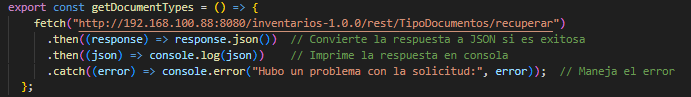 export const getDocumentTypes = () => {
fetch("http://192.168.100.88:8080/inventarios-1.0.0/rest/TipoDocumentos/recuperar")
.then((response) => response.json())  // Convierte la respuesta a JSON si es exitosa
.then((json) => console.log(json))    // Imprime la respuesta en consola
.catch((error) => console.error("Hubo un problema con la solicitud:", error));  // Maneja el error
};